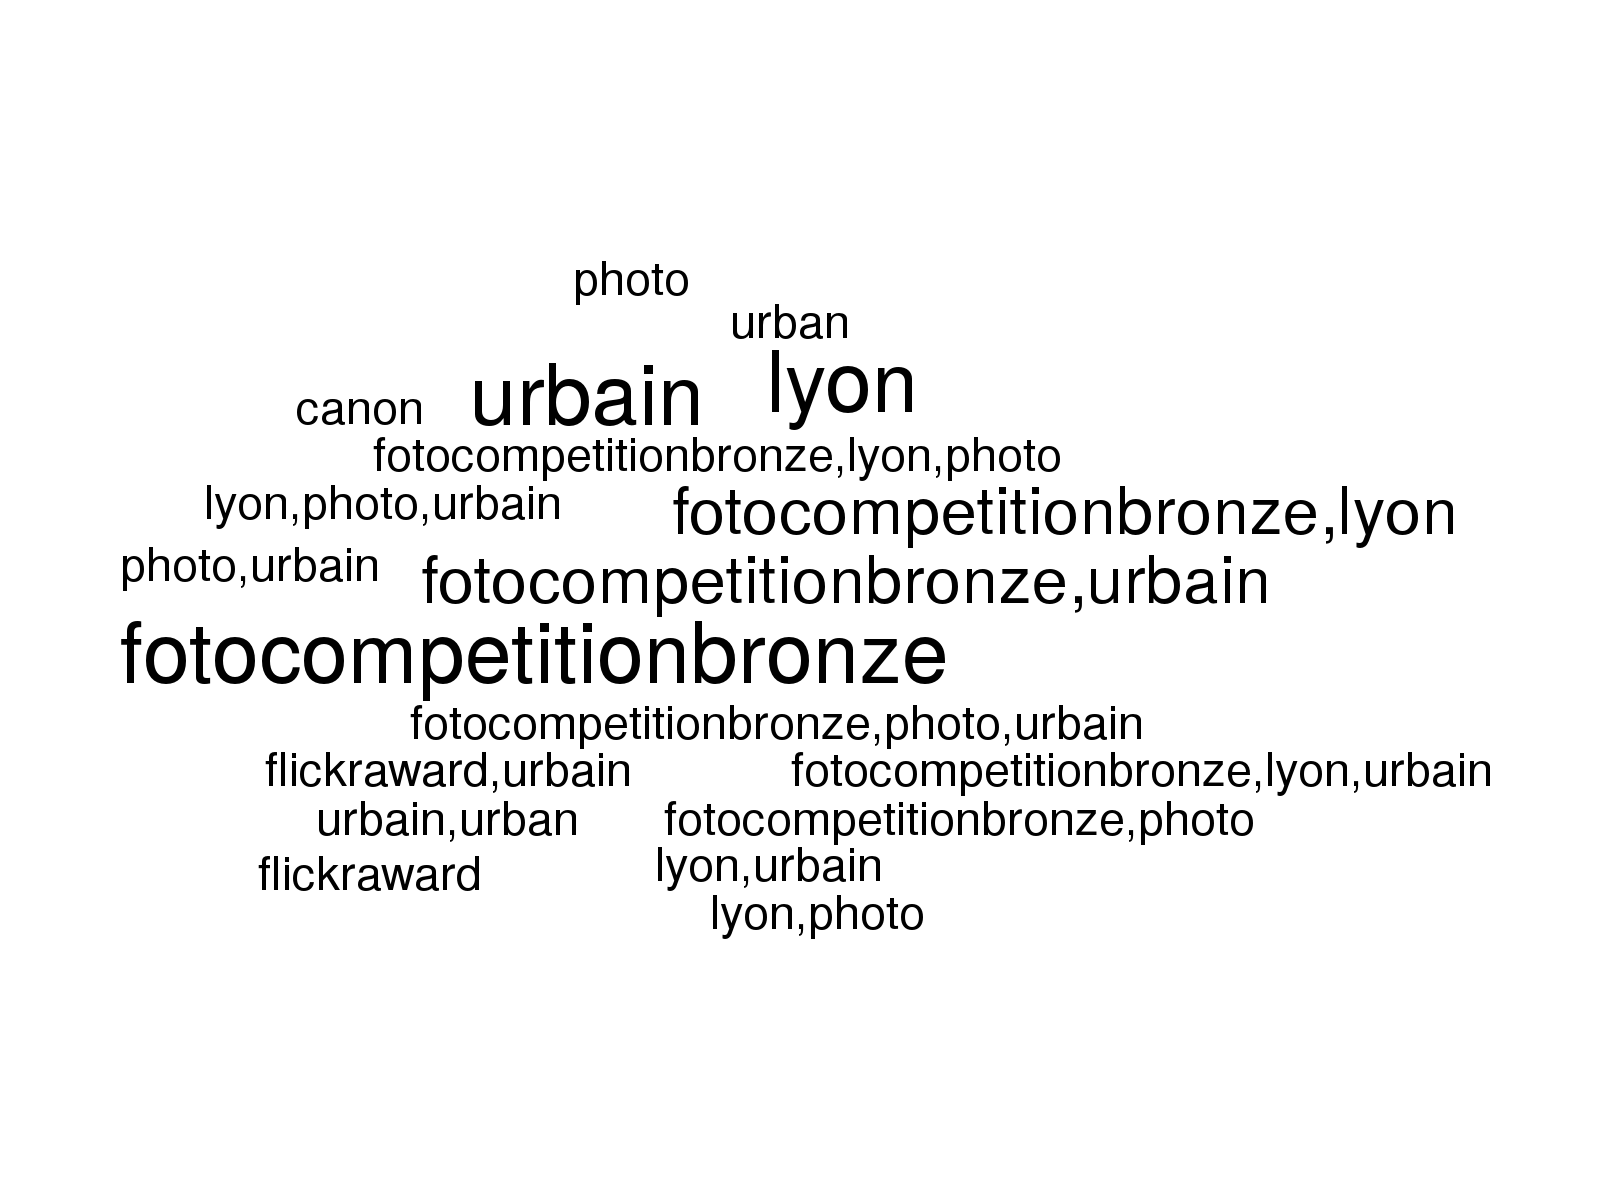 photo
urban
lyon
canon urbain
fotocompetitionbronze,lyon,photo
lyon,photo,urbain fotocompetitionbronze,lyon
photo,urbain fotocompetitionbronze,urbain
fotocompetitionbronze
fotocompetitionbronze,photo,urbain
flickraward,urbain fotocompetitionbronze,lyon,urbain
urbain,urban fotocompetitionbronze,photo
flickraward lyon,urbain
lyon,photo